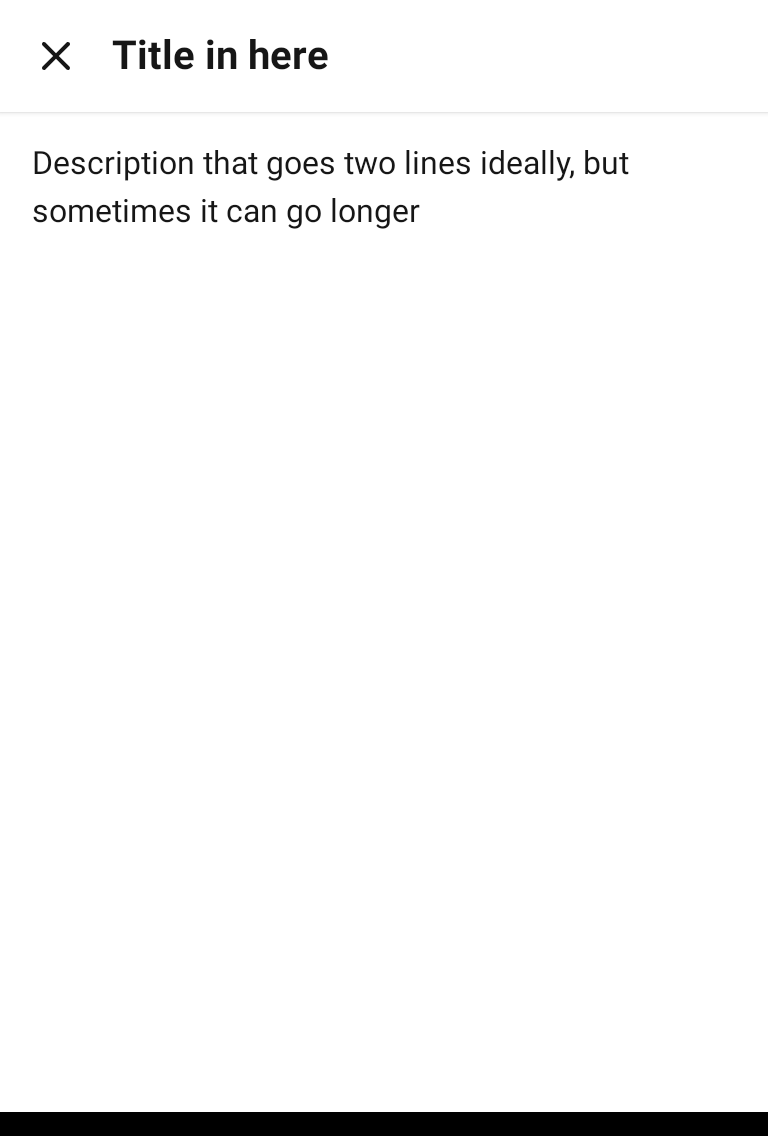 Title in here
Description that goes two lines ideally, but
sometimes it can go longer